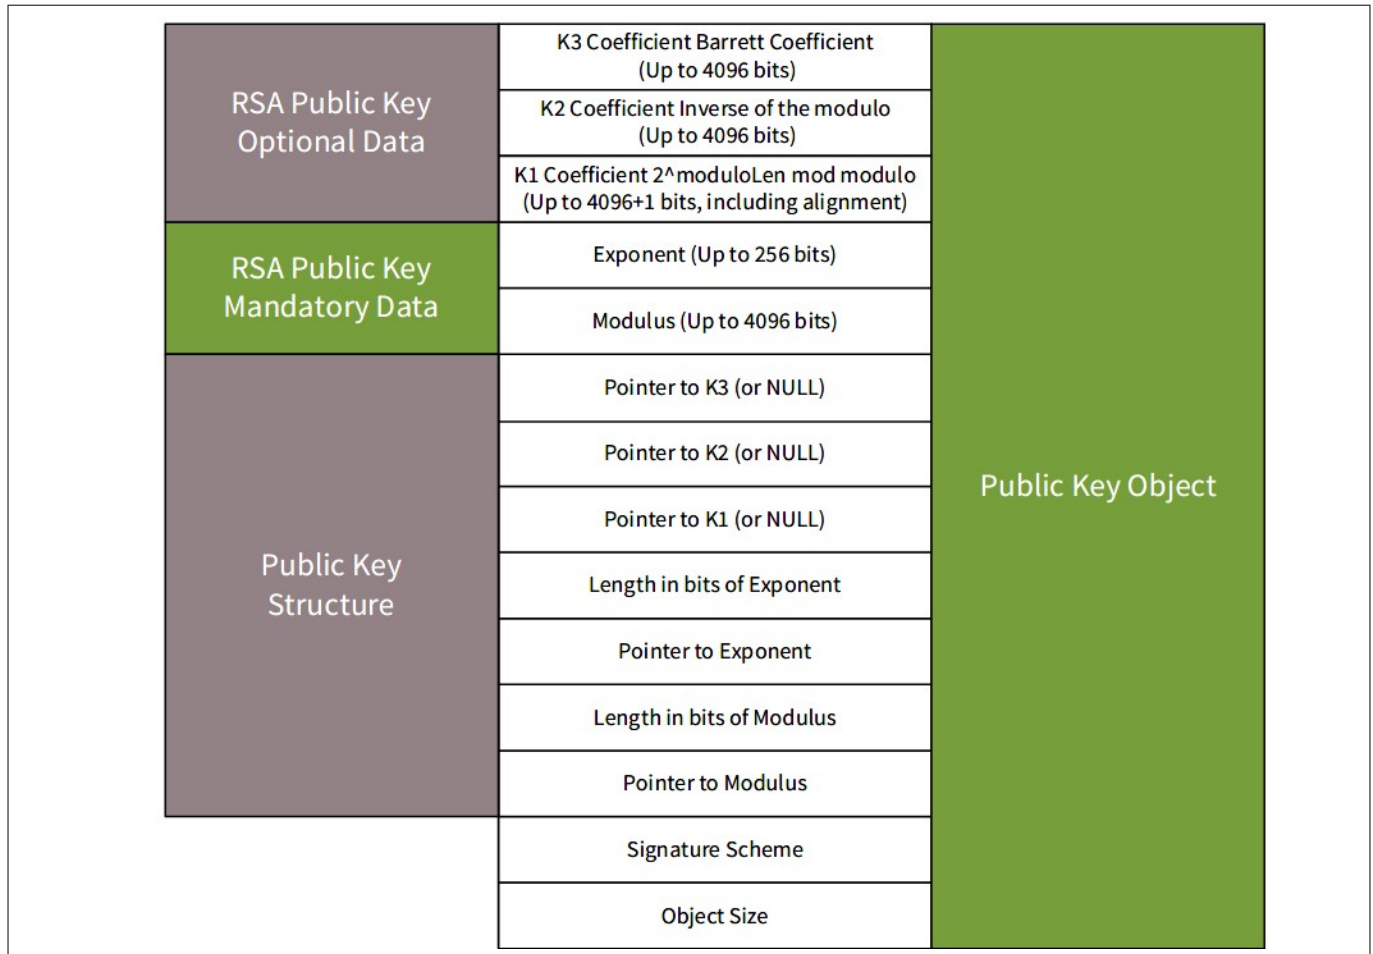 RSA Public Key
Optional Data
K3 Coefficient Barrett Coefficient
(Up to 4096 bits)
K2 Coefficient Inverse of the modulo
(Up to 4096 bits)
K1 Coefficient 2^moduloLen mod modulo
(Up to 4096+1 bits, including alignment)
RSA Public Key
Mandatory Data
Exponent (Up to 256 bits)
Modulus (Up to 4096 bits)
Public Key
Structure
Pointer to K3 (or NULL)
Pointer to K2 (or NULL)
Pointer to K1 (or NULL)
Length in bits of Exponent
Pointer to Exponent
Length in bits of Modulus
Pointer to Modulus
Signature Scheme
Object Size
Public Key Object